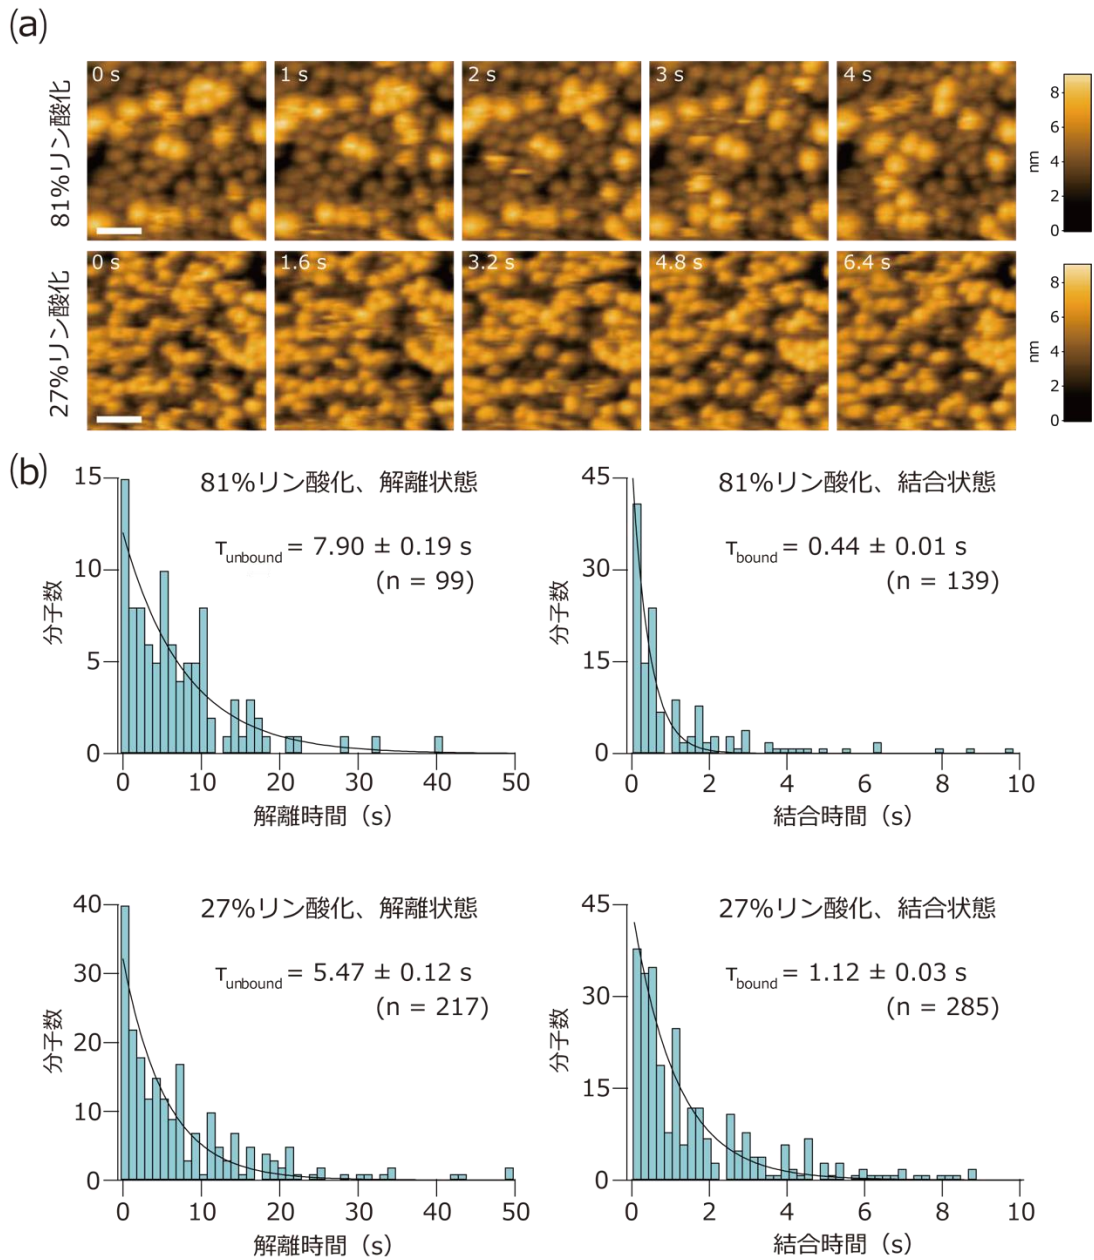 (a)
81%リン酸化
0 s
1 s
2 s
3 s
4 s
8
6
4
2
0
nm
27%リン酸化
0 s
1.6 s
3.2 s
4.8 s
6.4 s
8
6
4
2
0
nm
(b)
81%リン酸化、解離状態
τunbound = 7.90 ± 0.19 s
(n = 99)
分子数
15
10
5
0
0 10 20 30 40 50
解離時間（s）
81%リン酸化、結合状態
τbound = 0.44 ± 0.01 s
(n = 139)
分子数
45
30
15
0
0 2 4 6 8 10
結合時間（s）
27%リン酸化、解離状態
τunbound = 5.47 ± 0.12 s
(n = 217)
分子数
40
30
20
10
0
0 10 20 30 40 50
解離時間（s）
27%リン酸化、結合状態
τbound = 1.12 ± 0.03 s
(n = 285)
分子数
45
30
15
0
0 2 4 6 8 10
結合時間（s）